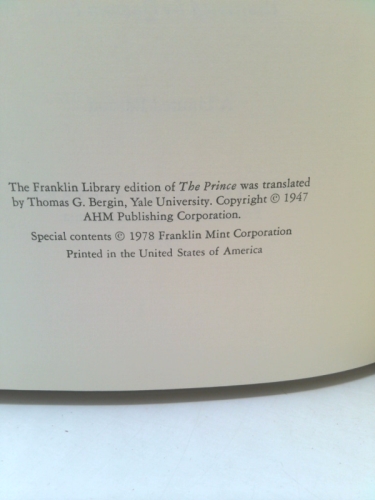 The Franklin Library edition of The Prince was translated
by Thomas G. Bergin, Yale University. Copyright © 1947
AHM Publishing Corporation.
Special contents © 1978 Franklin Mint Corporation
Printed in the United States of America